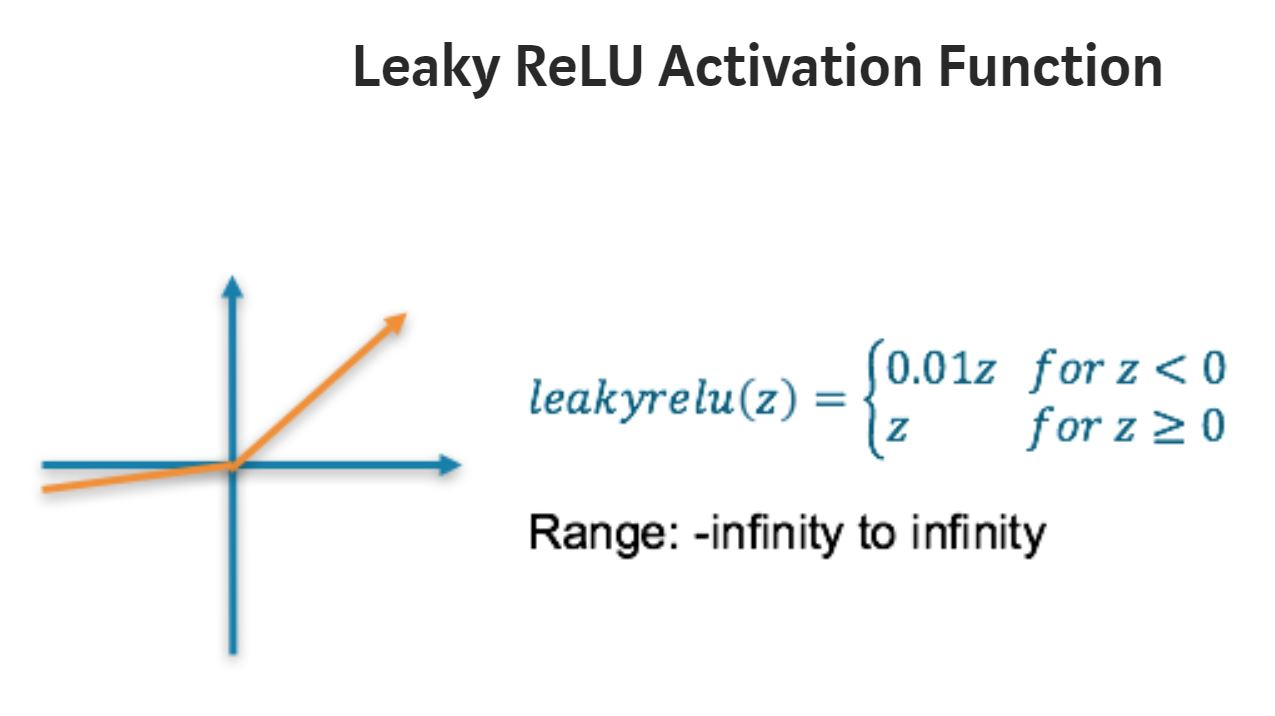 Leaky ReLU Activation Function
leakyrelu(z) = {0.01z for z < 0
z for z ≥ 0
Range: -infinity to infinity